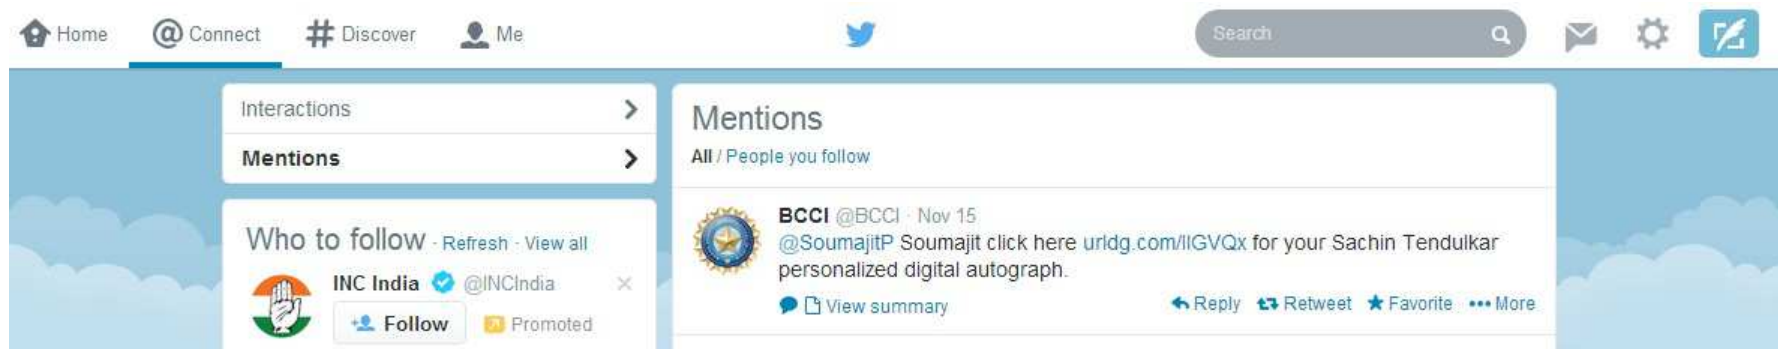 Home @ Connect # Discover Me Search
Interactions
Mentions
Who to follow · Refresh · View all
INC India @INCIndia ×
Follow Promoted
Mentions
All / People you follow
BCCI @BCCI · Nov 15
@SoumajitP Soumajit click here urldg.com/lIGVQx for your Sachin Tendulkar
personalized digital autograph.
View summary Reply Retweet Favorite ••• More